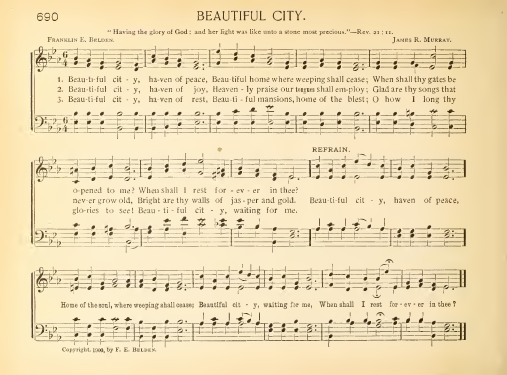 690
BEAUTIFUL CITY.
"Having the glory of God: and her light was like unto a stone most precious."—Rev. 21:11.
FRANKLIN E. BELDEN. JAMES R. MURRAY.
1. Beau-ti-ful cit - y, ha-ven of peace, Beau-tiful home where weeping shall cease; When shall thy gates be
2. Beau-ti-ful cit - y, ha-ven of joy, Heaven-ly praise our tongues shall em-ploy; Glad are thy songs that
3. Beau-ti-ful cit - y, ha-ven of rest, Beau-ti-ful mansions, home of the blest; O how I long thy
REFRAIN.
o-pened to me? When shall I rest for - ev - er in thee?
nev-er grow old, Bright are thy walls of jas-per and gold. Beau-ti-ful cit - y, haven of peace,
glo-ries to see! Beau-ti-ful cit - y, waiting for me.
Home of the soul, where weeping shall cease; Beautiful cit - y, waiting for me, When shall I rest for-ev-er in thee?
Copyright, by F. E. BELDEN.